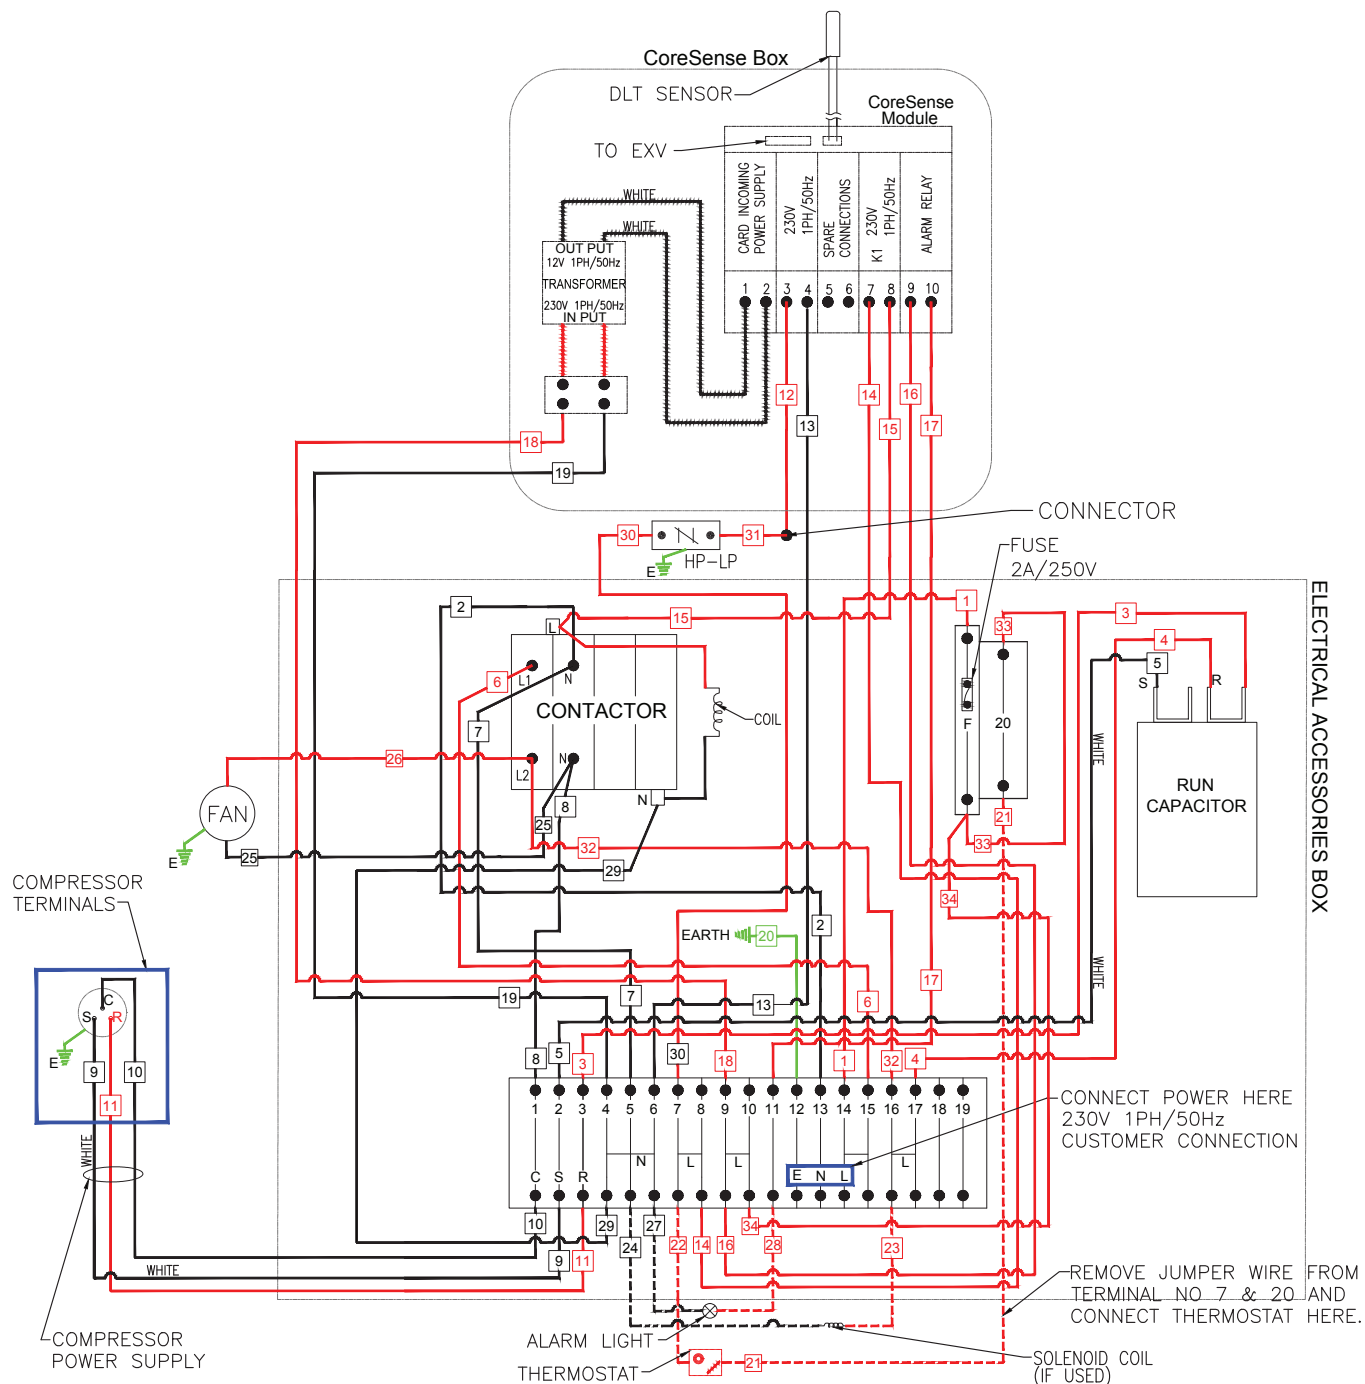 CoreSense Box
DLT SENSOR
CoreSense
Module
TO EXV
CARD INCOMING
POWER SUPPLY
230V
1PH/50Hz
SPARE
CONNECTIONS
K1 230V
1PH/50Hz
ALARM RELAY
1 2 3 4 5 6 7 8 9 10
WHITE
WHITE
OUT PUT
12V 1PH/50Hz
TRANSFORMER
230V 1PH/50Hz
IN PUT
12
14
16
15
13
17
18
19
CONNECTOR
30
31
HP-LP
E
FUSE
2A/250V
ELECTRICAL ACCESSORIES BOX
2
L
15
1
33
3
4
5
S
R
6
L1
N
7
CONTACTOR
COIL
F
20
WHITE
RUN
CAPACITOR
26
L2
N
N
8
25
32
29
FAN
E
25
21
33
34
COMPRESSOR
TERMINALS
EARTH
20
2
17
WHITE
C
S
R
E
9
10
11
19
7
13
6
8
5
3
30
18
1
32
4
1 2 3 4 5 6 7 8 9 10 11 12 13 14 15 16 17 18 19
N
L
L
L
C S R
E N L
CONNECT POWER HERE
230V 1PH/50Hz
CUSTOMER CONNECTION
WHITE
10
29
27
34
9
11
24
22
14
16
28
23
WHITE
REMOVE JUMPER WIRE FROM
TERMINAL NO 7 & 20 AND
CONNECT THERMOSTAT HERE.
COMPRESSOR
POWER SUPPLY
ALARM LIGHT
THERMOSTAT
21
SOLENOID COIL
(IF USED)